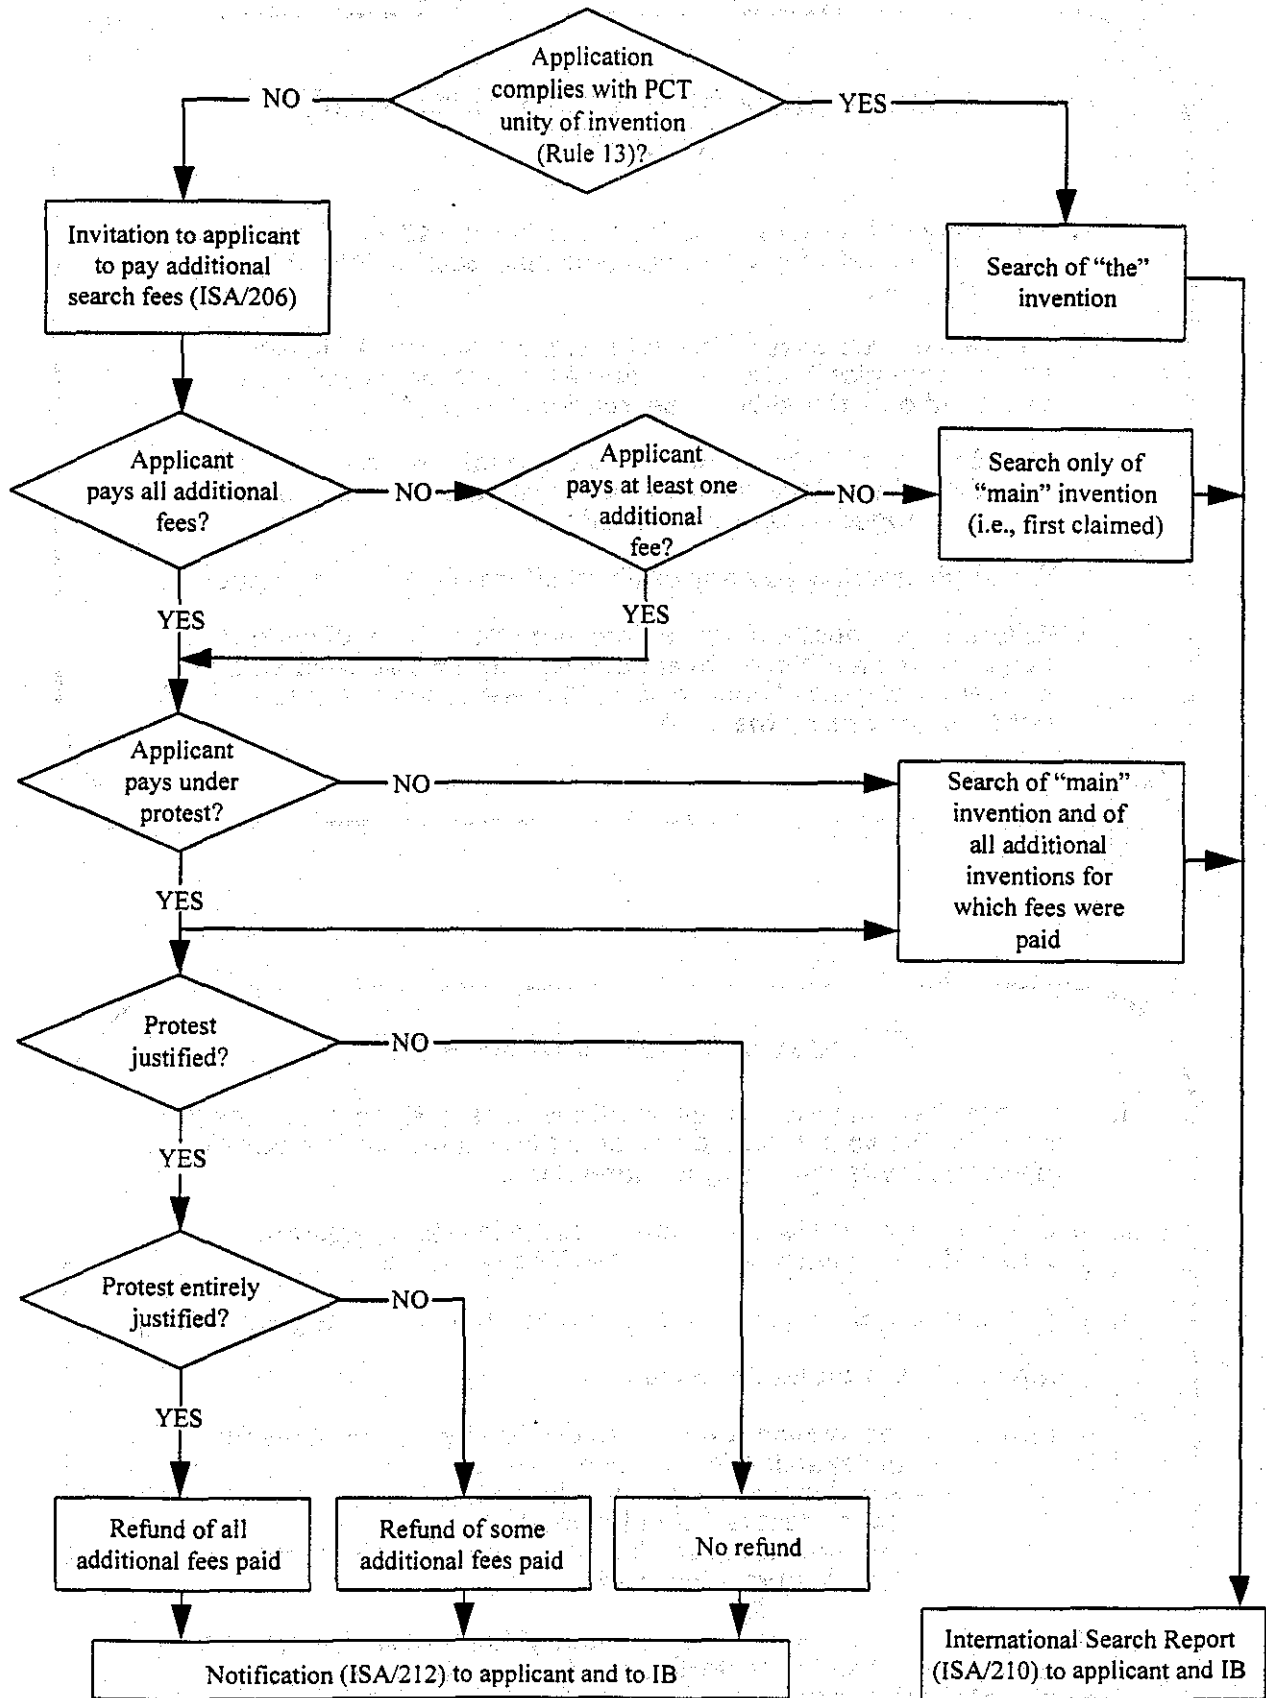 Application
complies with PCT
unity of invention
(Rule 13)?
NO
YES
Invitation to applicant
to pay additional
search fees (ISA/206)
Search of “the”
invention
Applicant
pays all additional
fees?
NO
Applicant
pays at least one
additional
fee?
NO
Search only of
“main” invention
(i.e., first claimed)
YES
YES
Applicant
pays under
protest?
NO
Search of “main”
invention and of
all additional
inventions for
which fees were
paid
YES
Protest
justified?
NO
YES
Protest entirely
justified?
NO
YES
Refund of all
additional fees paid
Refund of some
additional fees paid
No refund
Notification (ISA/212) to applicant and to IB
International Search Report
(ISA/210) to applicant and IB